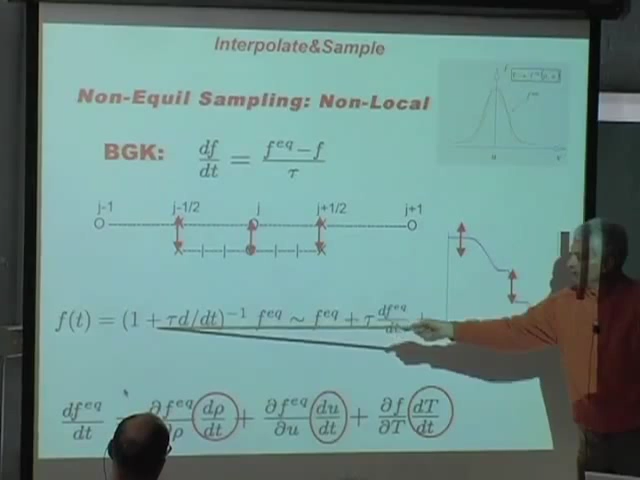 Interpolate&Sample
Non-Equil Sampling: Non-Local
BGK: df/dt = (f^eq − f)/τ
j-1 j-1/2 j j+1/2 j+1
f(t) = (1 + τd/dt)^−1 f^eq ∼ f^eq + τ df^eq
df^eq/dt ∂f^eq dρ/dt + ∂f^eq/∂u du/dt + ∂f/∂T dT/dt